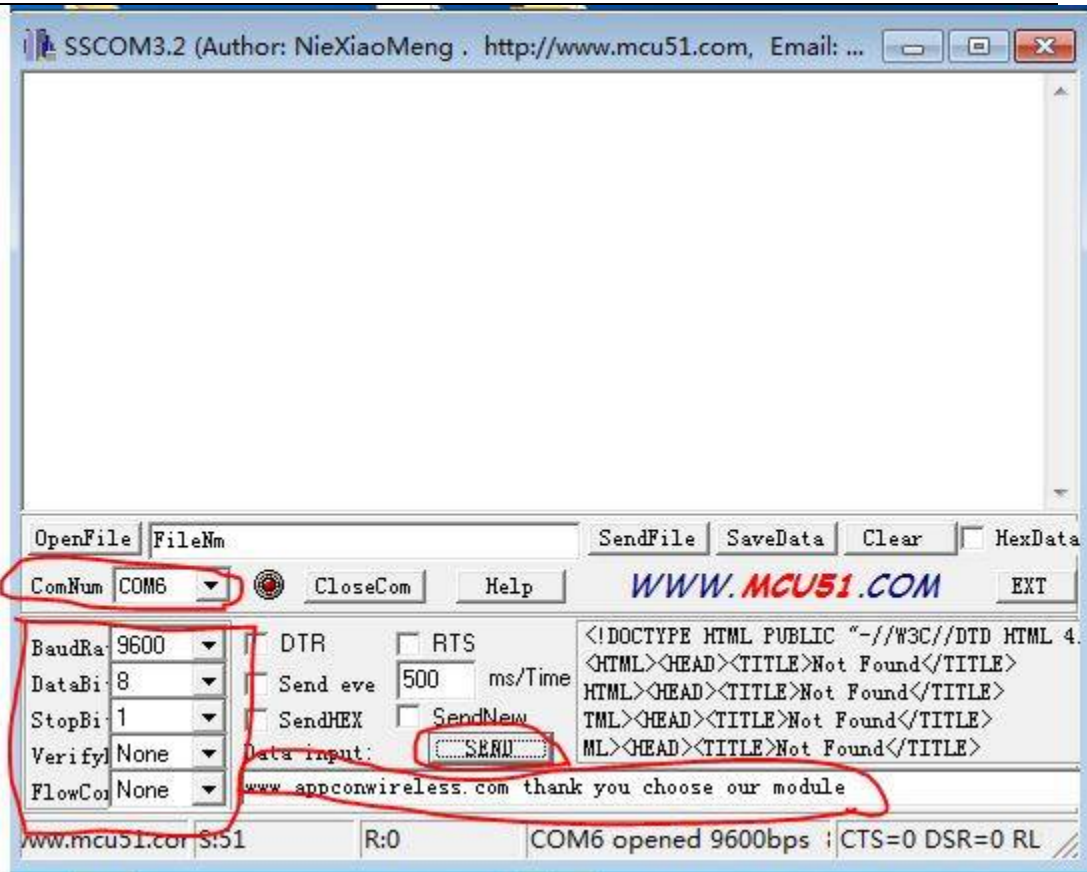 SSCOM3.2 (Author: NieXiaoMeng . http://www.mcu51.com, Email: ...
OpenFile FileNm SendFile SaveData Clear HexData
ComNum COM6 CloseCom Help WWW.MCU51.COM EXT
BaudRa 9600 DTR RTS
DataBi 8 Send eve 500 ms/Time
StopBi 1 SendHEX SendNew
Verify None Data input: SEND
FlowCo None www.appconwireless.com thank you choose our module
<!DOCTYPE HTML PUBLIC "-//W3C//DTD HTML 4.
<HTML><HEAD><TITLE>Not Found</TITLE>
HTML><HEAD><TITLE>Not Found</TITLE>
TML><HEAD><TITLE>Not Found</TITLE>
ML><HEAD><TITLE>Not Found</TITLE>
www.mcu51.cor S:51 R:0 COM6 opened 9600bps CTS=0 DSR=0 RL